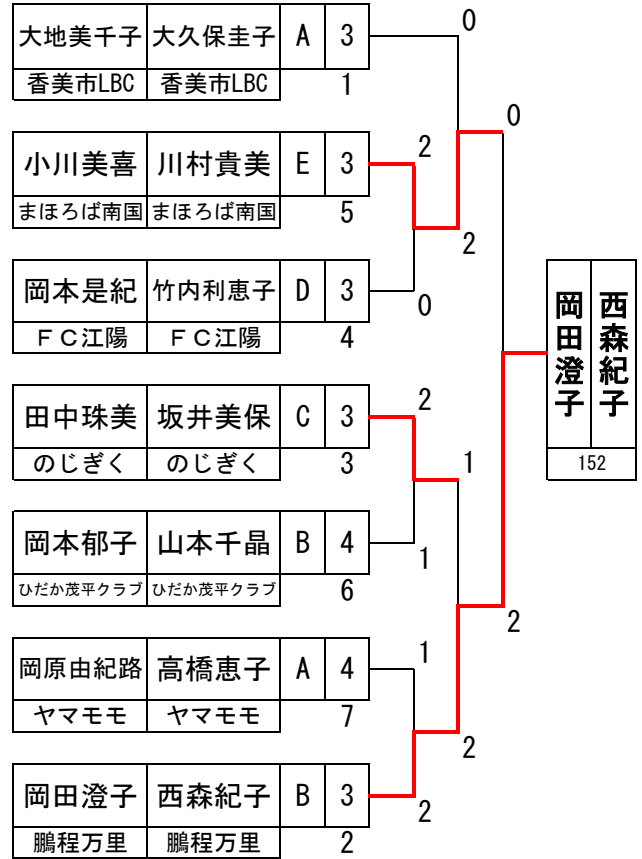 大地美千子 大久保圭子 A 3
香美市LBC 香美市LBC 1
0
0
小川美喜 川村貴美 E 3
まほろば南国 まほろば南国 5
2
2
岡本是紀 竹内利恵子 D 3
ＦＣ江陽 ＦＣ江陽 4
0
田中珠美 坂井美保 C 3
のじぎく のじぎく 3
2
1
岡本郁子 山本千晶 B 4
ひだか茂平クラブ ひだか茂平クラブ 6
1
2
岡原由紀路 高橋恵子 A 4
ヤマモモ ヤマモモ 7
1
2
岡田澄子 西森紀子 B 3
鵬程万里 鵬程万里 2
2
岡田澄子 西森紀子
152